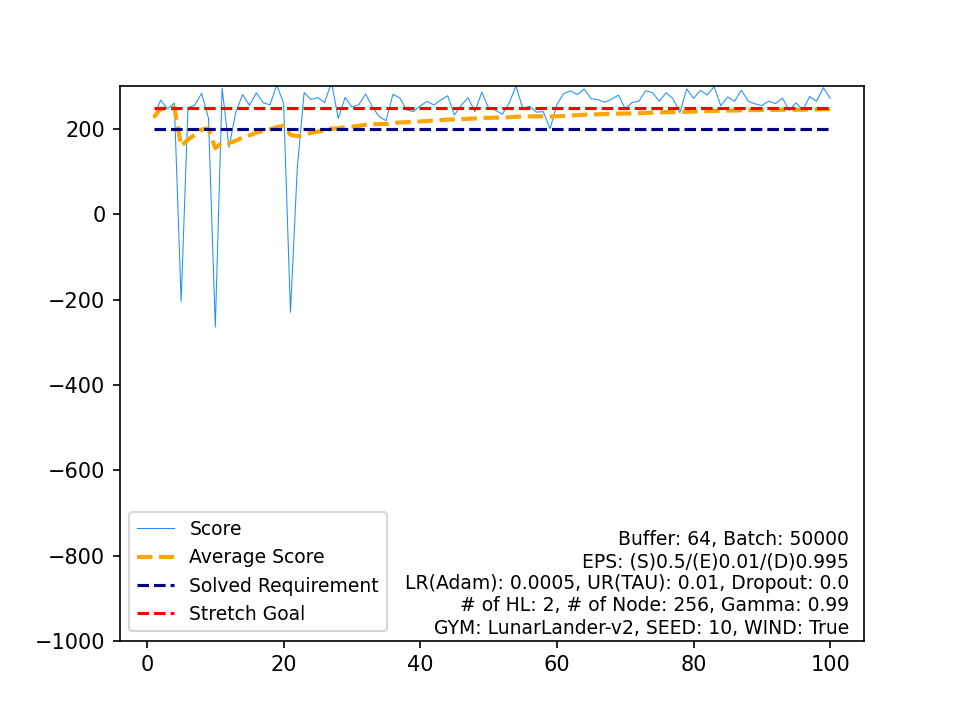 200
0
−200
−400
−600
−800
−1000
Score
Average Score
Solved Requirement
Stretch Goal
Buffer: 64, Batch: 50000
EPS: (S)0.5/(E)0.01/(D)0.995
LR(Adam): 0.0005, UR(TAU): 0.01, Dropout: 0.0
# of HL: 2, # of Node: 256, Gamma: 0.99
GYM: LunarLander-v2, SEED: 10, WIND: True
0 20 40 60 80 100